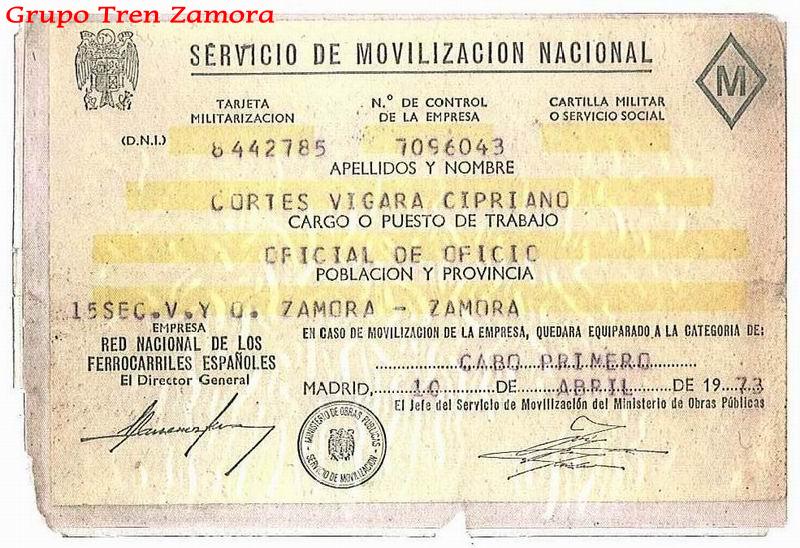 Grupo Tren Zamora
SERVICIO DE MOVILIZACION NACIONAL
M
TARJETA MILITARIZACION
N.º DE CONTROL DE LA EMPRESA
CARTILLA MILITAR O SERVICIO SOCIAL
(D.N.I.) 8442785 7096043
APELLIDOS Y NOMBRE
CORTES VIGARA CIPRIANO
CARGO O PUESTO DE TRABAJO
OFICIAL DE OFICIO
POBLACION Y PROVINCIA
15SEC.V.Y O. ZAMORA - ZAMORA
EMPRESA
RED NACIONAL DE LOS
FERROCARRILES ESPAÑOLES
El Director General
EN CASO DE MOVILIZACION DE LA EMPRESA, QUEDARA EQUIPARADO A LA CATEGORIA DE:
CABO PRIMERO
MADRID, 10 DE ABRIL DE 1973
El Jefe del Servicio de Movilización del Ministerio de Obras Públicas
MINISTERIO DE OBRAS PUBLICAS
SERVICIO DE MOVILIZACION